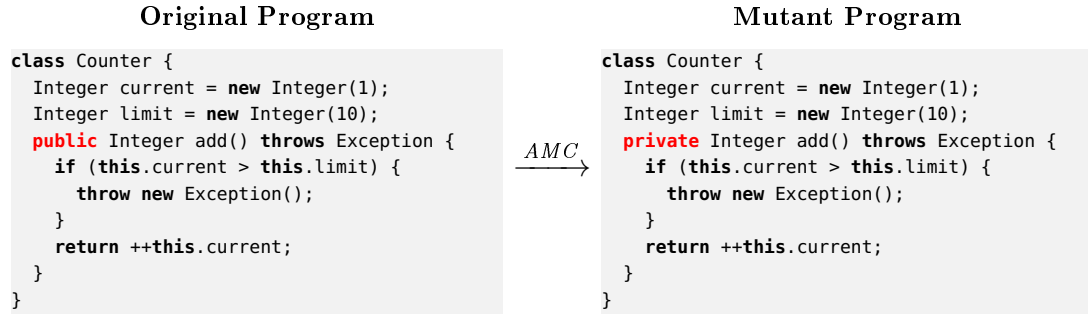 Original Program
class Counter {
  Integer current = new Integer(1);
  Integer limit = new Integer(10);
  public Integer add() throws Exception {
    if (this.current > this.limit) {
      throw new Exception();
    }
    return ++this.current;
  }
}
AMC
Mutant Program
class Counter {
  Integer current = new Integer(1);
  Integer limit = new Integer(10);
  private Integer add() throws Exception {
    if (this.current > this.limit) {
      throw new Exception();
    }
    return ++this.current;
  }
}